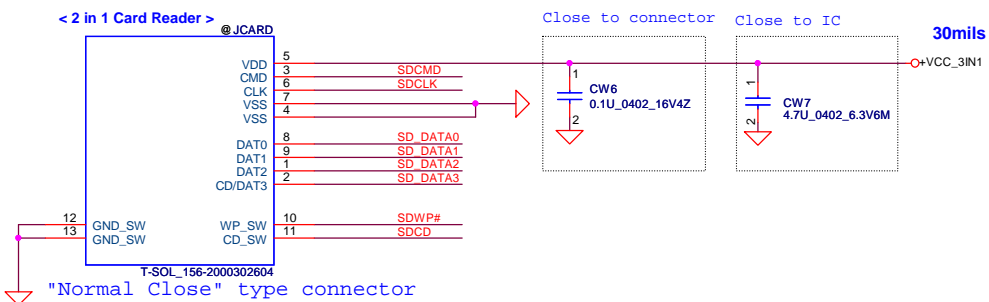 < 2 in 1 Card Reader >
@ JCARD
Close to connector
Close to IC
30mils
+VCC_3IN1
VDD 5
CMD 3 SDCMD
CLK 6 SDCLK
VSS 7
VSS 4
1
CW6
0.1U_0402_16V4Z
2
1
CW7
4.7U_0402_6.3V6M
2
DAT0 8 SD_DATA0
DAT1 9 SD_DATA1
DAT2 1 SD_DATA2
CD/DAT3 2 SD_DATA3
12 GND_SW WP_SW 10 SDWP#
13 GND_SW CD_SW 11 SDCD
T-SOL_156-2000302604
"Normal Close" type connector